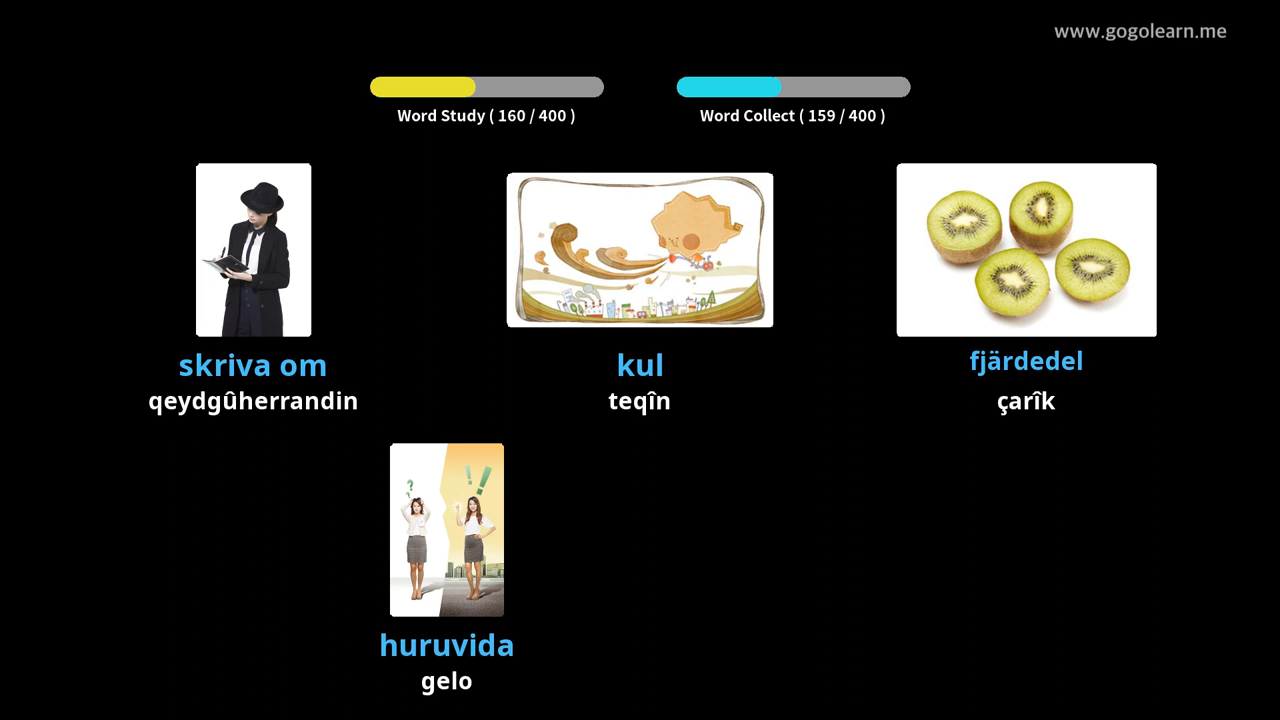 www.gogolearn.me
Word Study ( 160 / 400 )
Word Collect ( 159 / 400 )
skriva om
qeydgûherrandin
kul
teqîn
fjärdedel
çarîk
huruvida
gelo